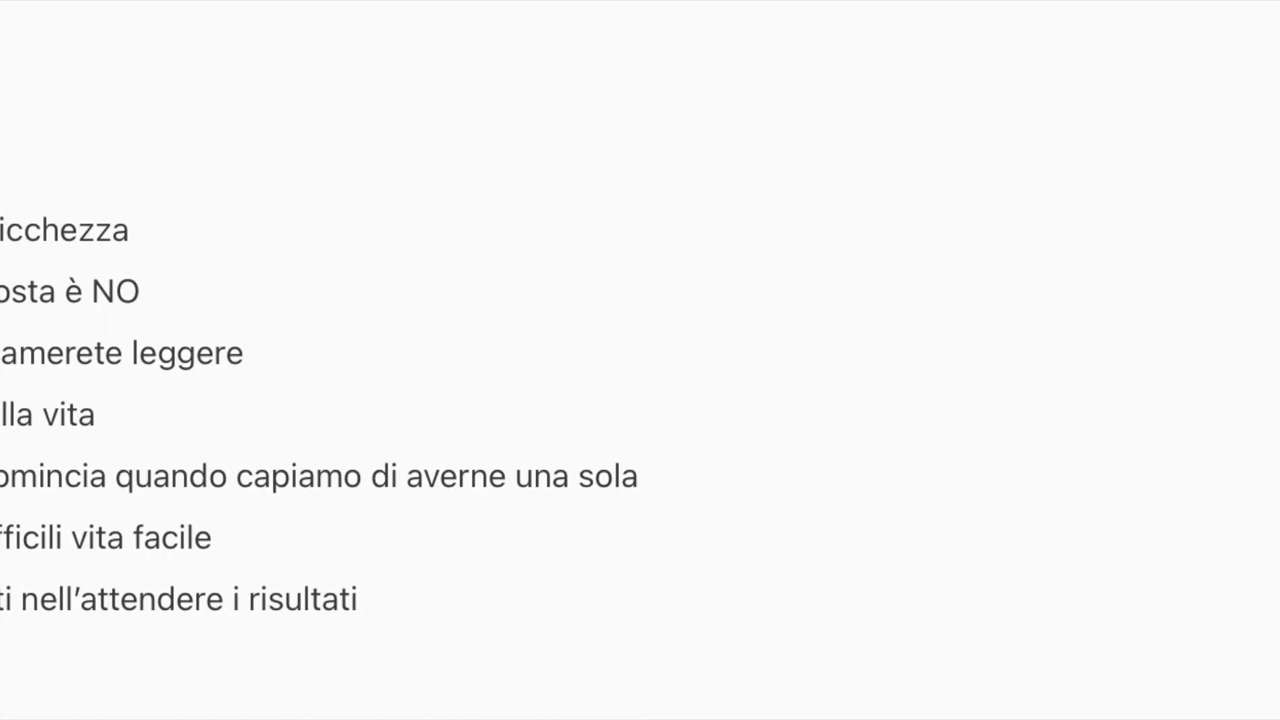 icchezza
osta è NO
amerete leggere
lla vita
omincia quando capiamo di averne una sola
fficili vita facile
ti nell’attendere i risultati